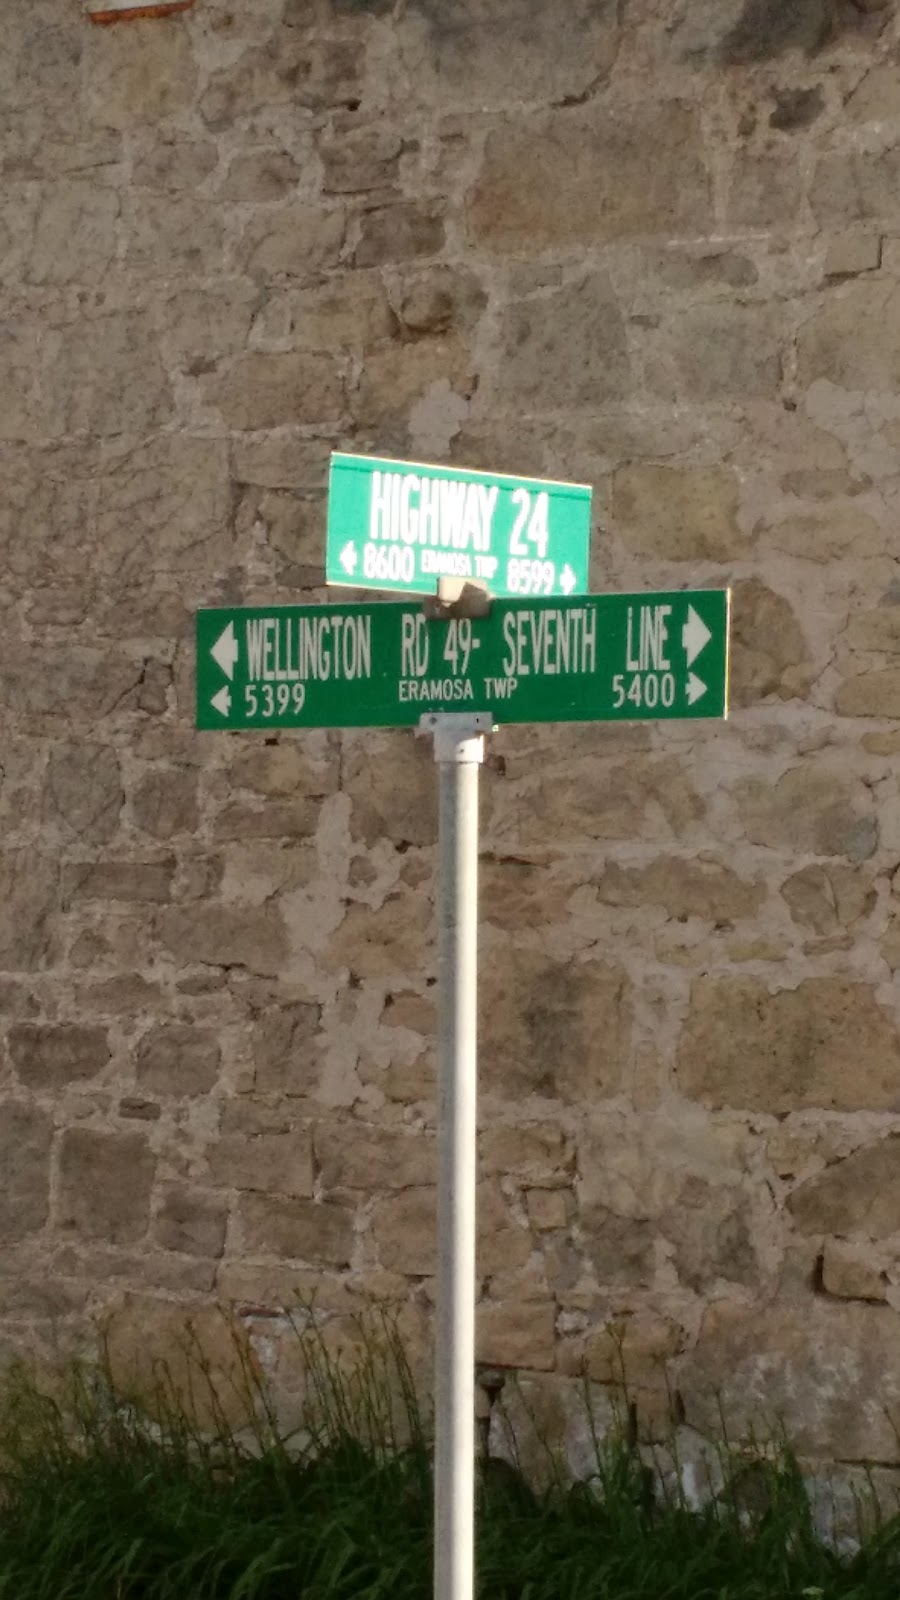 HIGHWAY 24
8600 ERAMOSA TWP 8599
WELLINGTON RD 49- SEVENTH LINE
5399 ERAMOSA TWP 5400